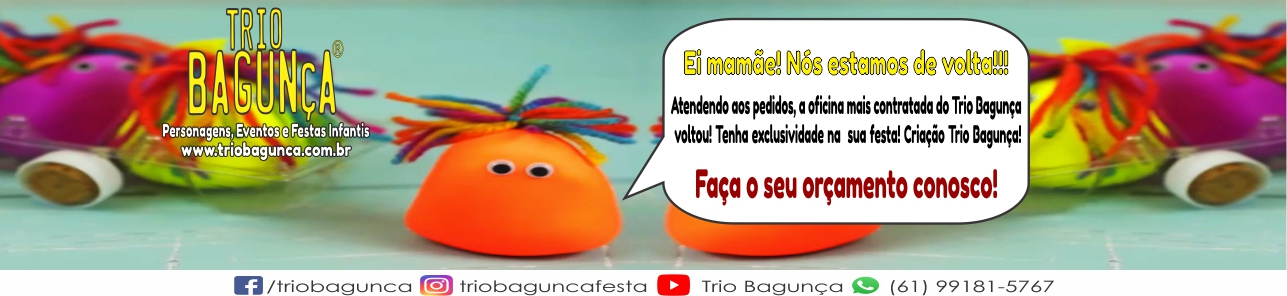 TRIO
BAGUNÇA®
Personagens, Eventos e Festas Infantis
www.triobagunca.com.br
Ei mamãe! Nós estamos de volta!!!
Atendendo aos pedidos, a oficina mais contratada do Trio Bagunça
voltou! Tenha exclusividade na sua festa! Criação Trio Bagunça!
Faça o seu orçamento conosco!
/triobagunca triobaguncafesta Trio Bagunça (61) 99181-5767